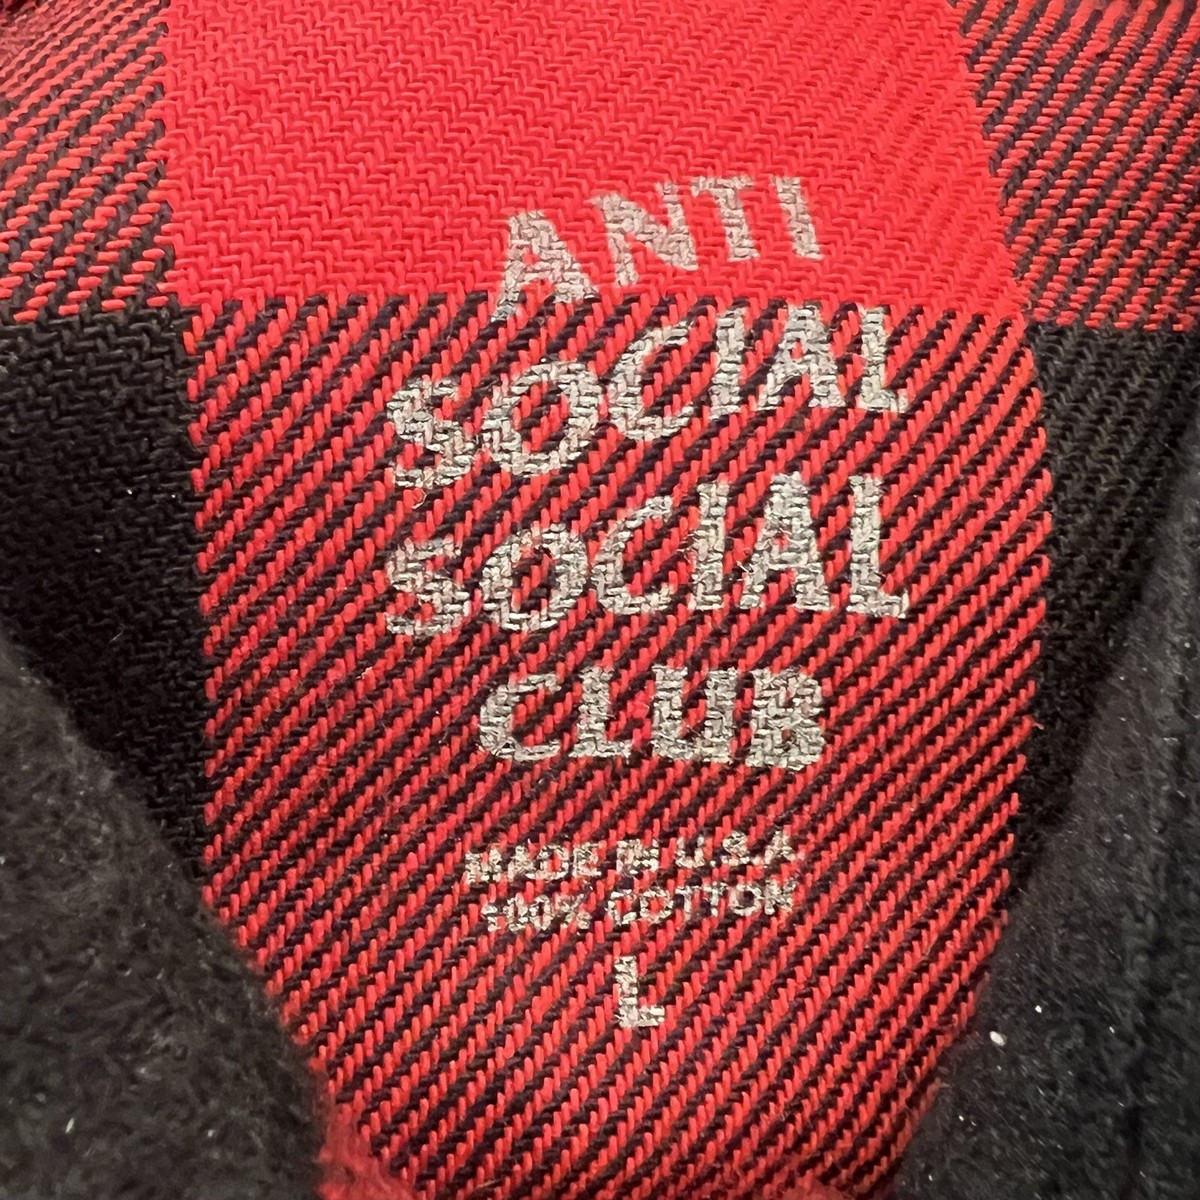 ANTI
SOCIAL
SOCIAL
CLUB
MADE IN U.S.A
100% COTTON
L